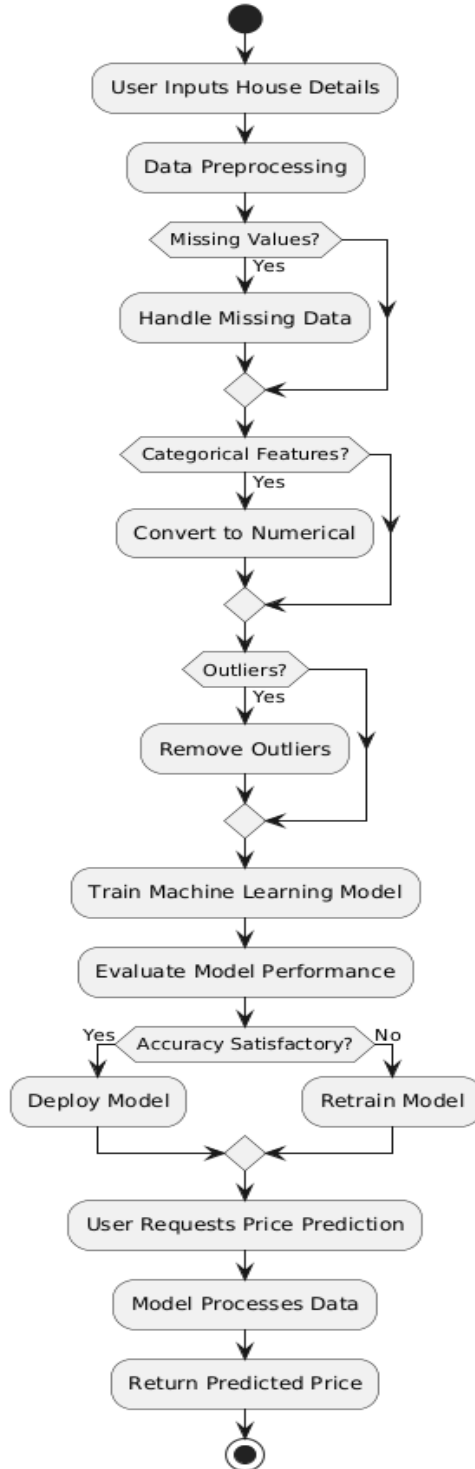 User Inputs House Details
Data Preprocessing
Missing Values?
Yes
Handle Missing Data
Categorical Features?
Yes
Convert to Numerical
Outliers?
Yes
Remove Outliers
Train Machine Learning Model
Evaluate Model Performance
Yes
Accuracy Satisfactory?
No
Deploy Model
Retrain Model
User Requests Price Prediction
Model Processes Data
Return Predicted Price